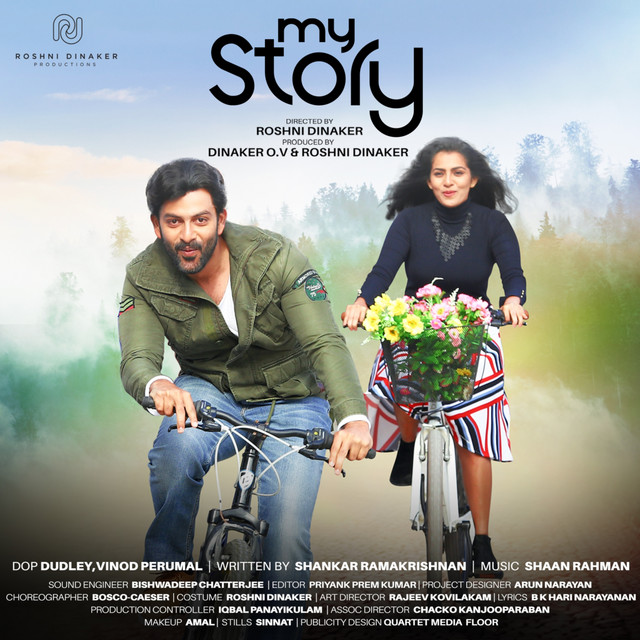 ROSHNI DINAKER
PRODUCTIONS
my
Story
DIRECTED BY
ROSHNI DINAKER
PRODUCED BY
DINAKER O.V & ROSHNI DINAKER
DOP DUDLEY,VINOD PERUMAL | WRITTEN BY SHANKAR RAMAKRISHNAN | MUSIC SHAAN RAHMAN
SOUND ENGINEER BISHWADEEP CHATTERJEE | EDITOR PRIYANK PREM KUMAR | PROJECT DESIGNER ARUN NARAYAN
CHOREOGRAPHER BOSCO-CAESER | COSTUME ROSHNI DINAKER | ART DIRECTOR RAJEEV KOVILAKAM | LYRICS B K HARI NARAYANAN
PRODUCTION CONTROLLER IQBAL PANAYIKULAM | ASSOC DIRECTOR CHACKO KANJOOPARABAN
MAKEUP AMAL | STILLS SINNAT | PUBLICITY DESIGN QUARTET MEDIA FLOOR